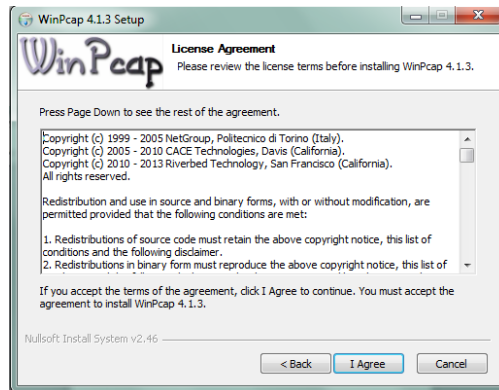 WinPcap 4.1.3 Setup
WinPcap
License Agreement
Please review the license terms before installing WinPcap 4.1.3.
Press Page Down to see the rest of the agreement.
Copyright (c) 1999 - 2005 NetGroup, Politecnico di Torino (Italy).
Copyright (c) 2005 - 2010 CACE Technologies, Davis (California).
Copyright (c) 2010 - 2013 Riverbed Technology, San Francisco (California).
All rights reserved.
Redistribution and use in source and binary forms, with or without modification, are
permitted provided that the following conditions are met:
1. Redistributions of source code must retain the above copyright notice, this list of
conditions and the following disclaimer.
2. Redistributions in binary form must reproduce the above copyright notice, this list of
If you accept the terms of the agreement, click I Agree to continue. You must accept the
agreement to install WinPcap 4.1.3.
Nullsoft Install System v2.46
< Back
I Agree
Cancel